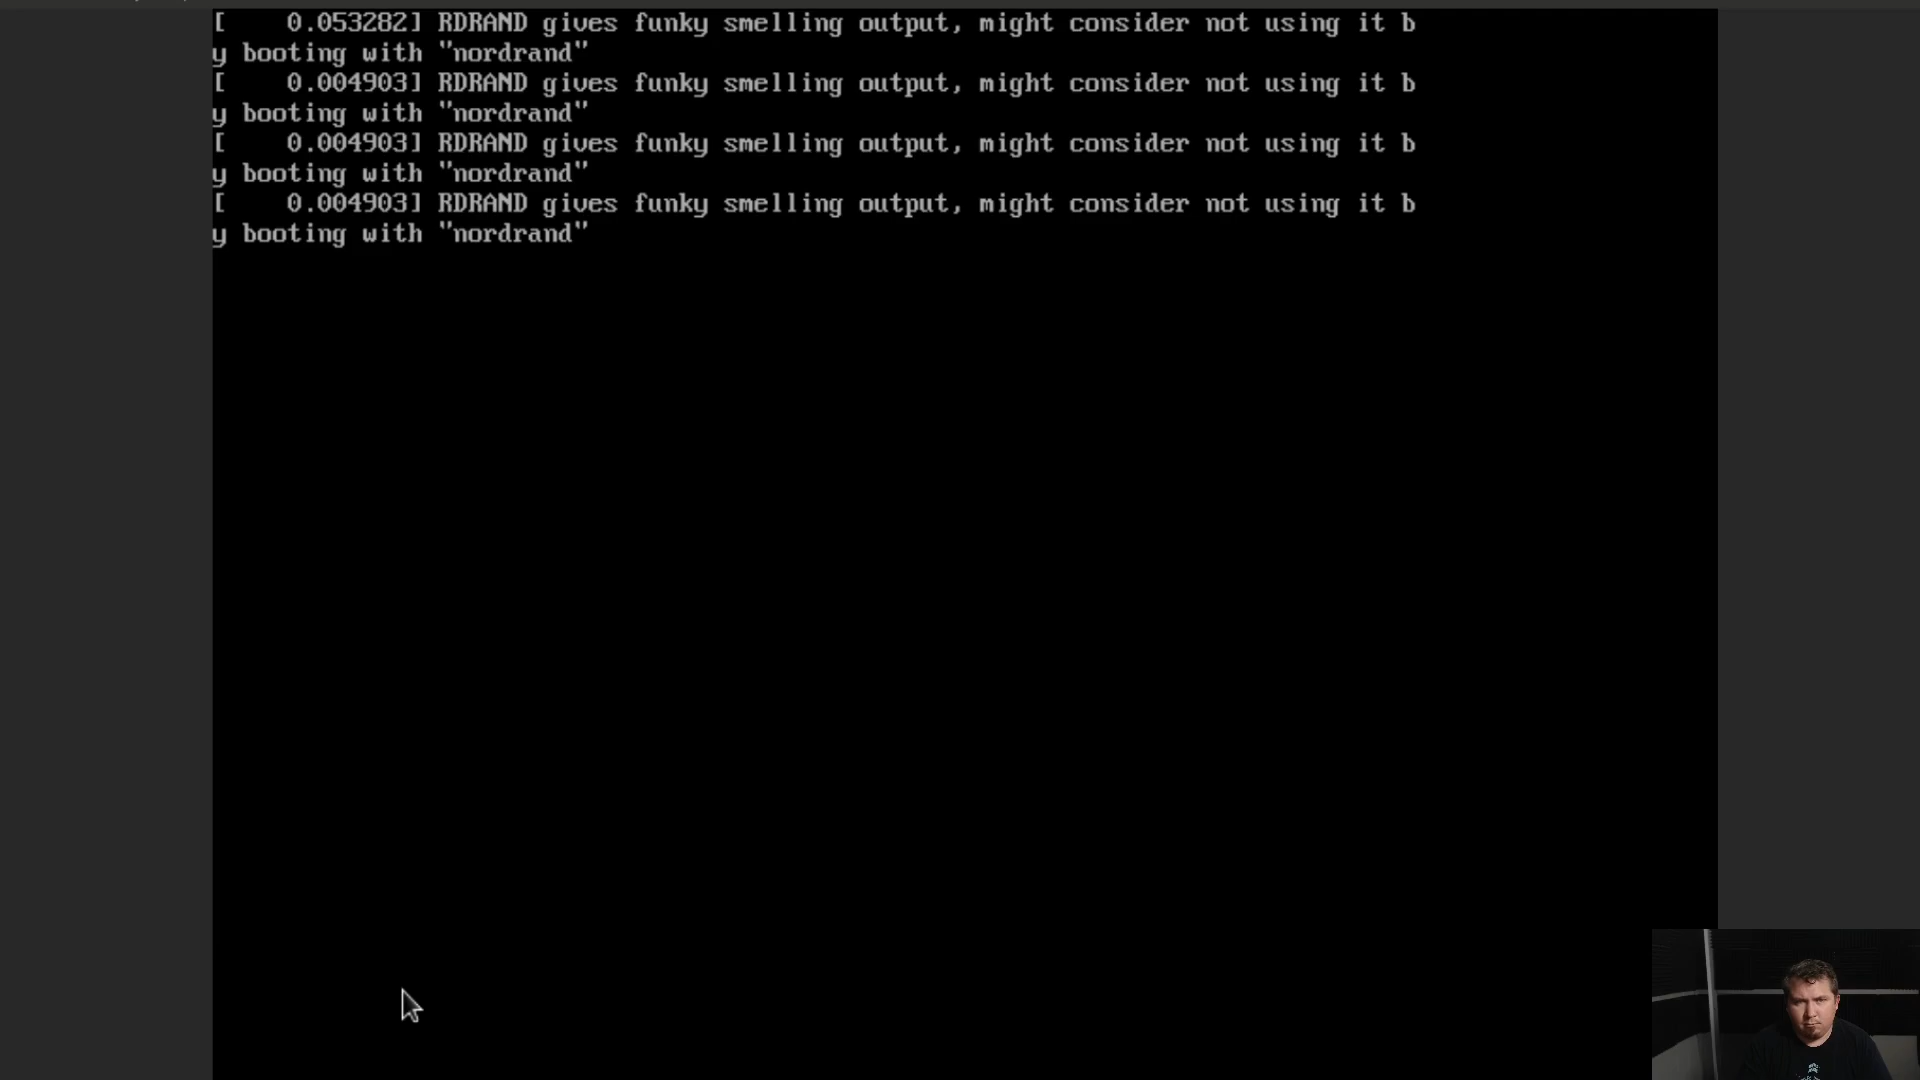 [    0.053282] RDRAND gives funky smelling output, might consider not using it b
y booting with "nordrand"
[    0.004903] RDRAND gives funky smelling output, might consider not using it b
y booting with "nordrand"
[    0.004903] RDRAND gives funky smelling output, might consider not using it b
y booting with "nordrand"
[    0.004903] RDRAND gives funky smelling output, might consider not using it b
y booting with "nordrand"